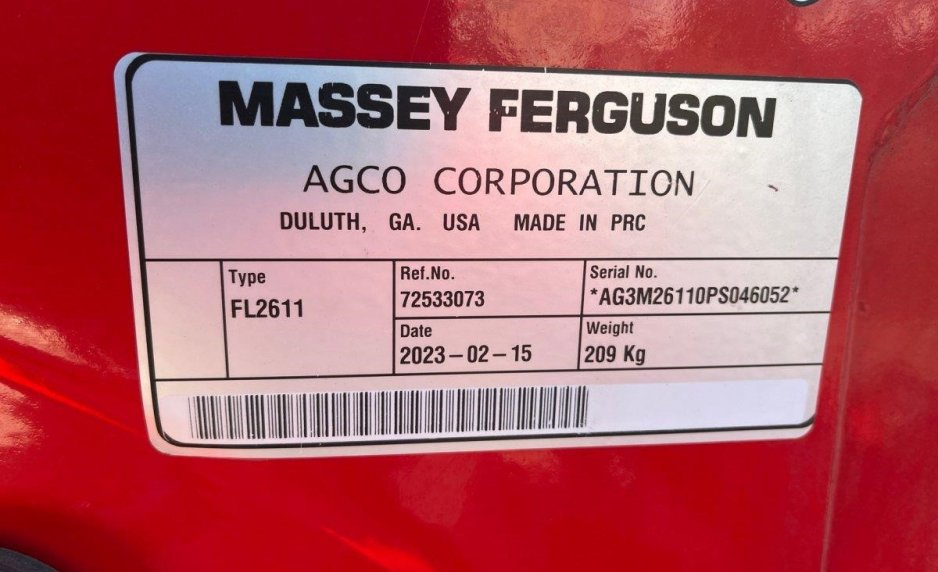 MASSEY FERGUSON
AGCO CORPORATION
DULUTH, GA. USA MADE IN PRC
Type
FL2611
Ref.No.
72533073
Serial No.
*AG3M26110PS046052*
Date
2023-02-15
Weight
209 Kg